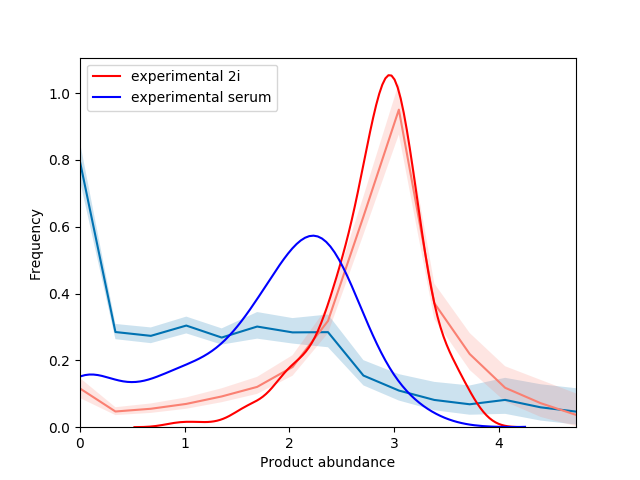 experimental 2i
experimental serum
1.0
0.8
0.6
0.4
0.2
0.0
Frequency
0 1 2 3 4
Product abundance